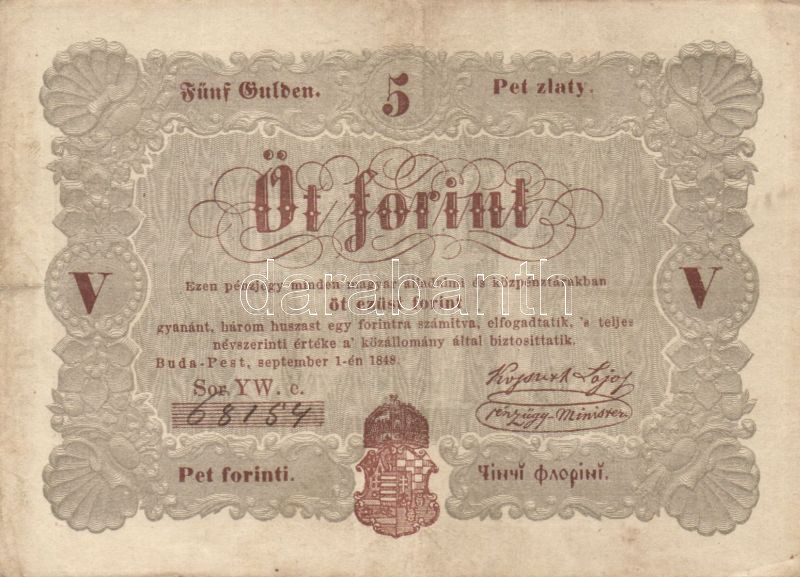 Fünf Gulden.
5
Pet zlaty.
Öt forint
V
V
Ezen pénzjegy minden magyar álladalmi és közpénztárakban
öt ezüst forint
gyanánt, három huszast egy forintra számítva, elfogadtatik, 's teljes
névszerinti értéke a' közállomány által biztosittatik.
Buda-Pest, september 1-én 1848.
Sor YW. c.
68154
Kossuth Lajos
pénzügy-Minister.
Pet forinti.
Чінчі флоріні.
darabanth